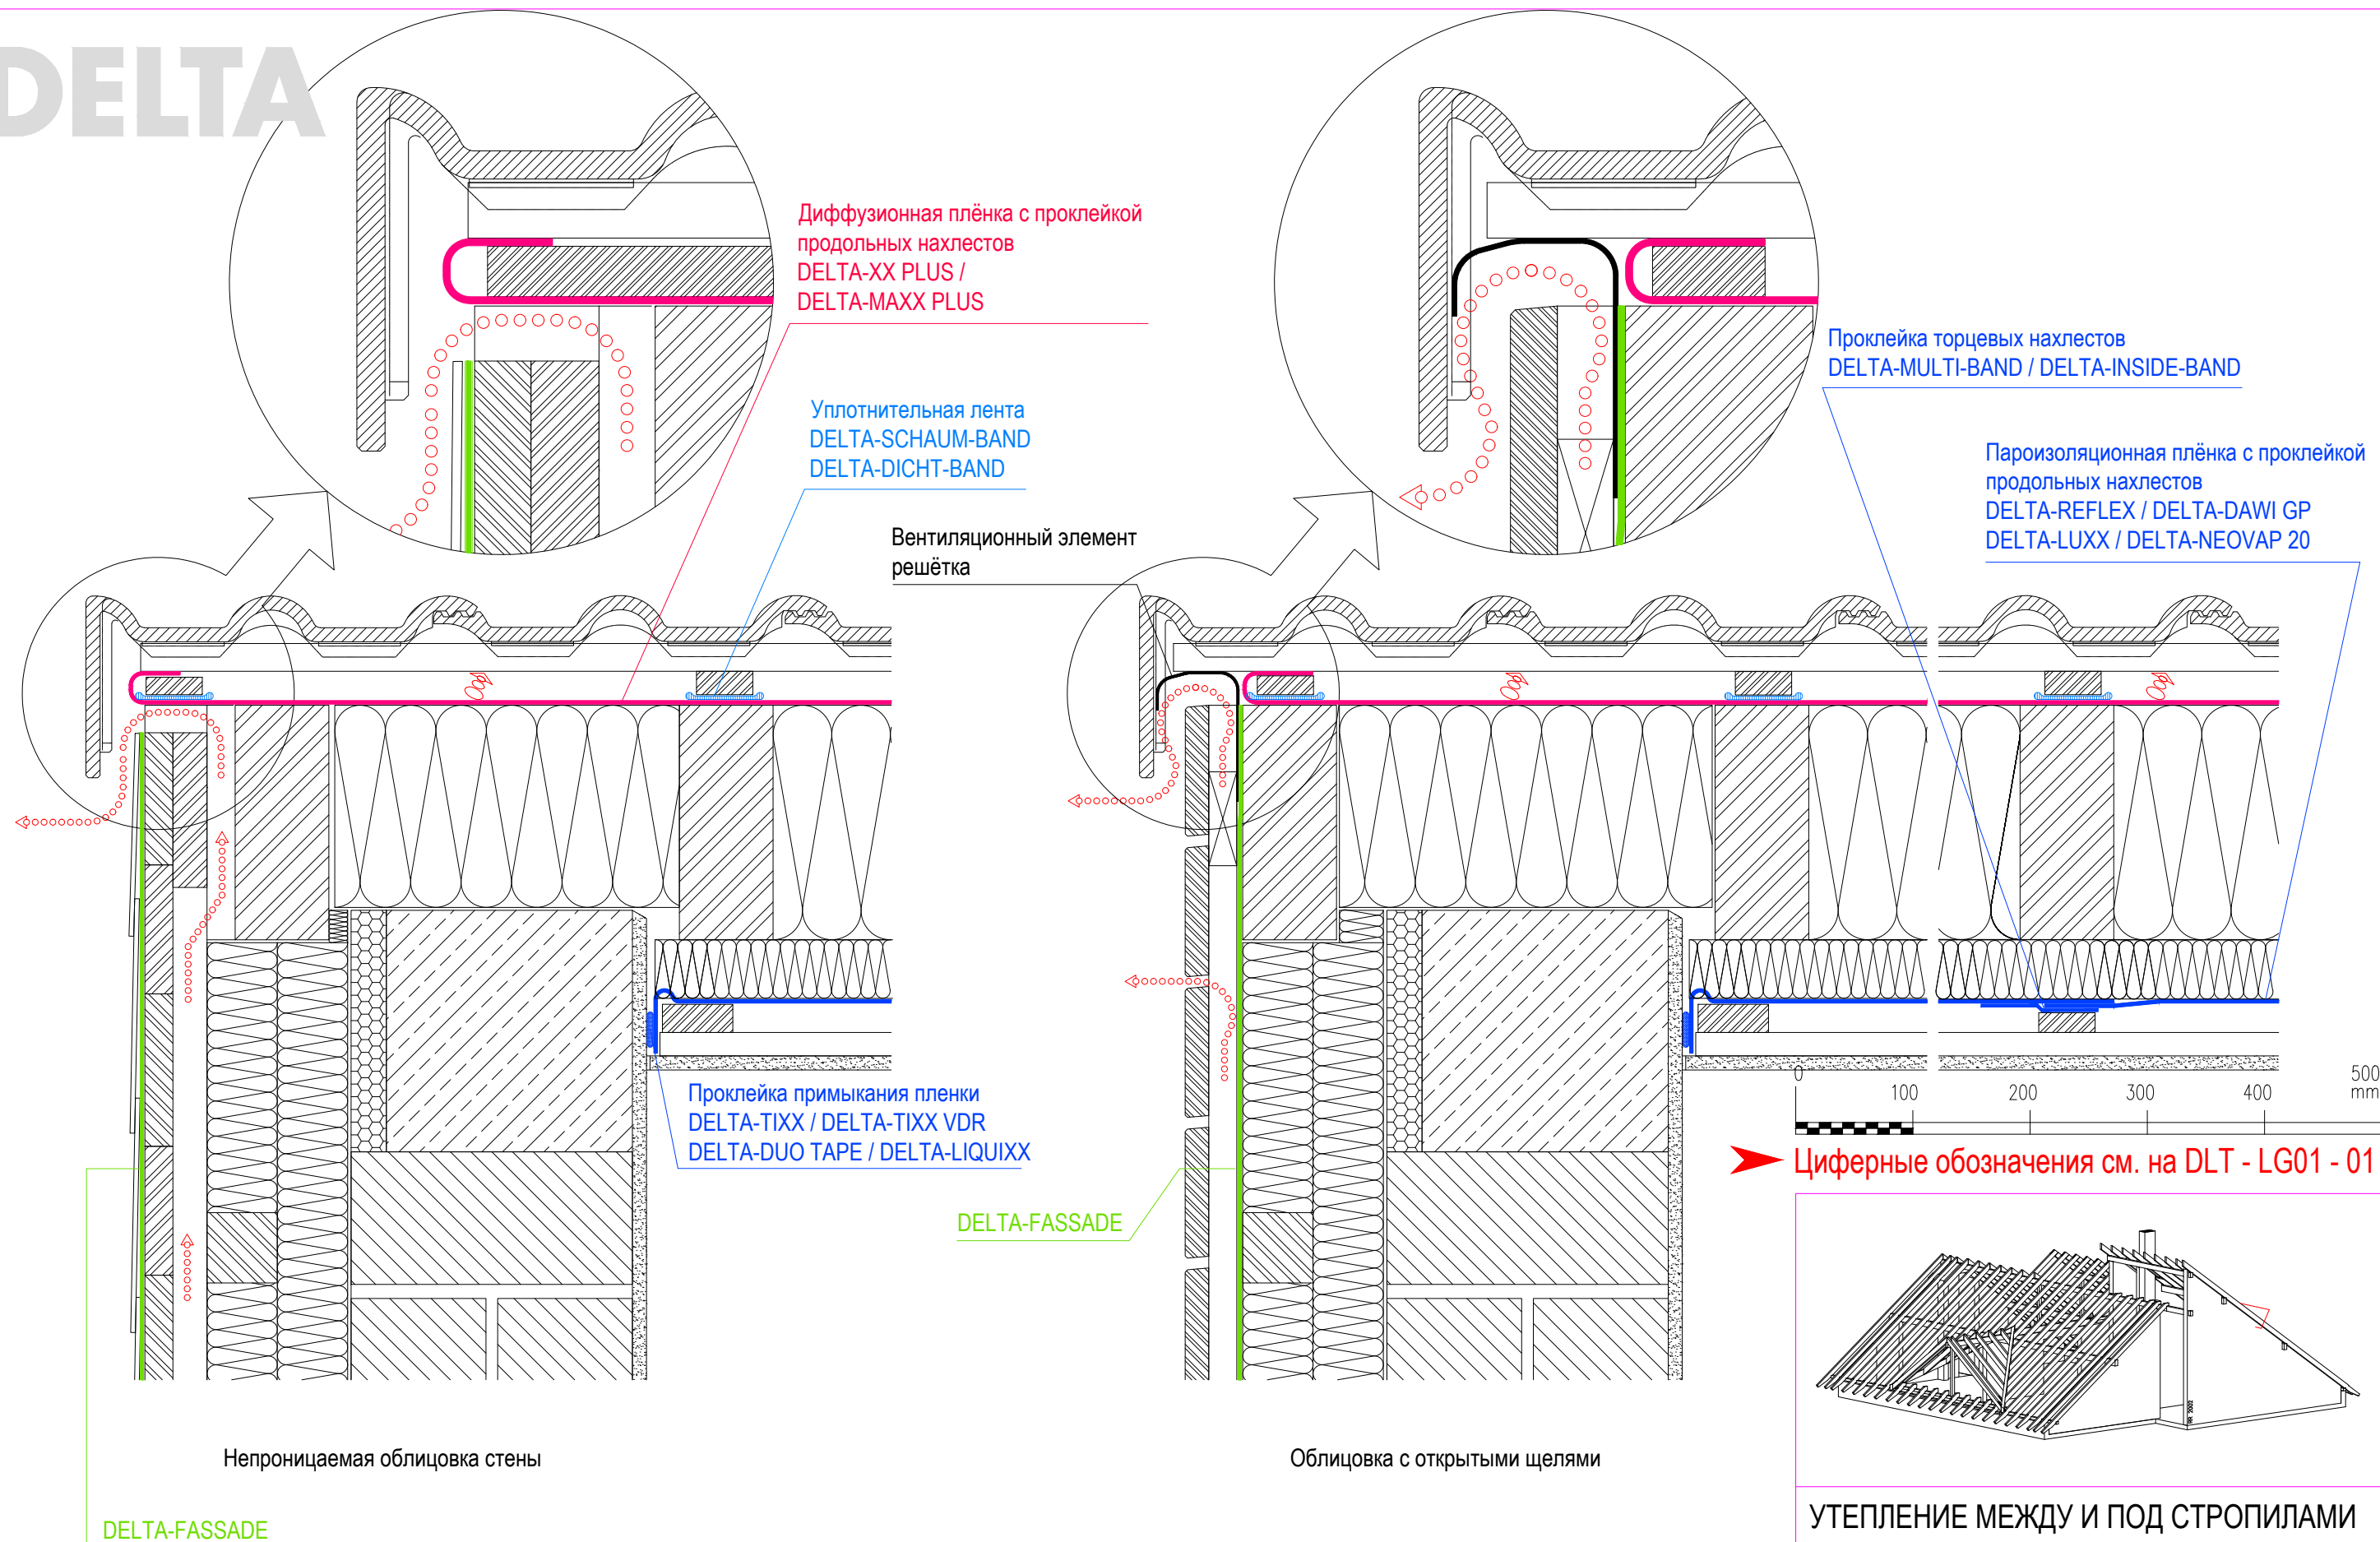 DELTA
Диффузионная плёнка с проклейкой
продольных нахлестов
DELTA-XX PLUS /
DELTA-MAXX PLUS
Уплотнительная лента
DELTA-SCHAUM-BAND
DELTA-DICHT-BAND
Вентиляционный элемент
решётка
Проклейка торцевых нахлестов
DELTA-MULTI-BAND / DELTA-INSIDE-BAND
Пароизоляционная плёнка с проклейкой
продольных нахлестов
DELTA-REFLEX / DELTA-DAWI GP
DELTA-LUXX / DELTA-NEOVAP 20
Проклейка примыкания пленки
DELTA-TIXX / DELTA-TIXX VDR
DELTA-DUO TAPE / DELTA-LIQUIXX
DELTA-FASSADE
0 100 200 300 400 500
mm
Циферные обозначения см. на DLT - LG01 - 01
Непроницаемая облицовка стены
Облицовка с открытыми щелями
DELTA-FASSADE
УТЕПЛЕНИЕ МЕЖДУ И ПОД СТРОПИЛАМИ